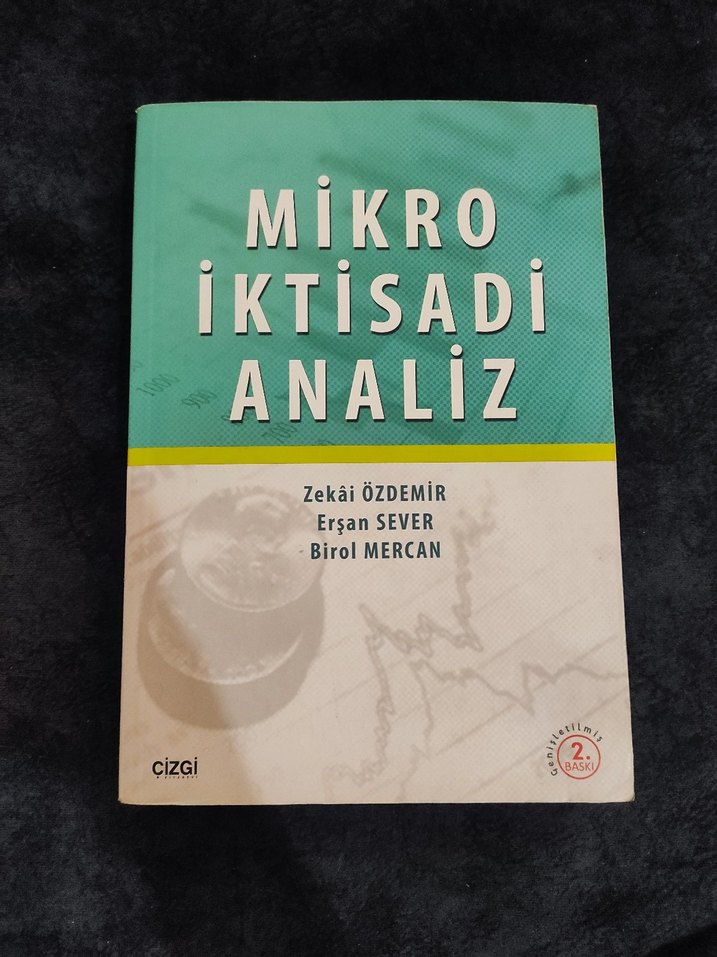 MİKRO
İKTİSADİ
ANALİZ
Zekâi ÖZDEMİR
Erşan SEVER
Birol MERCAN
ÇİZGİ
Genişletilmiş
2.
BASKI